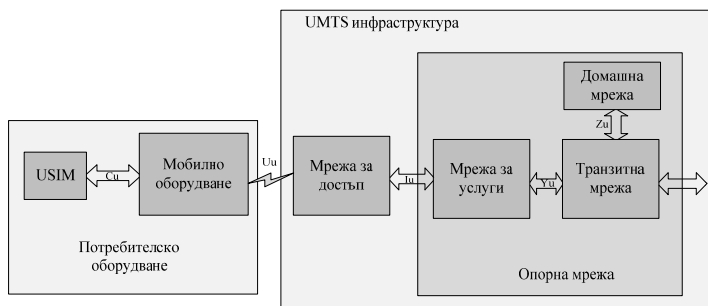 UMTS инфраструктура
Домашна
мрежа
Zu
USIM
Cu
Мобилно
оборудване
Uu
Мрежа за
достъп
Iu
Мрежа за
услуги
Yu
Транзитна
мрежа
Потребителско
оборудване
Опорна мрежа